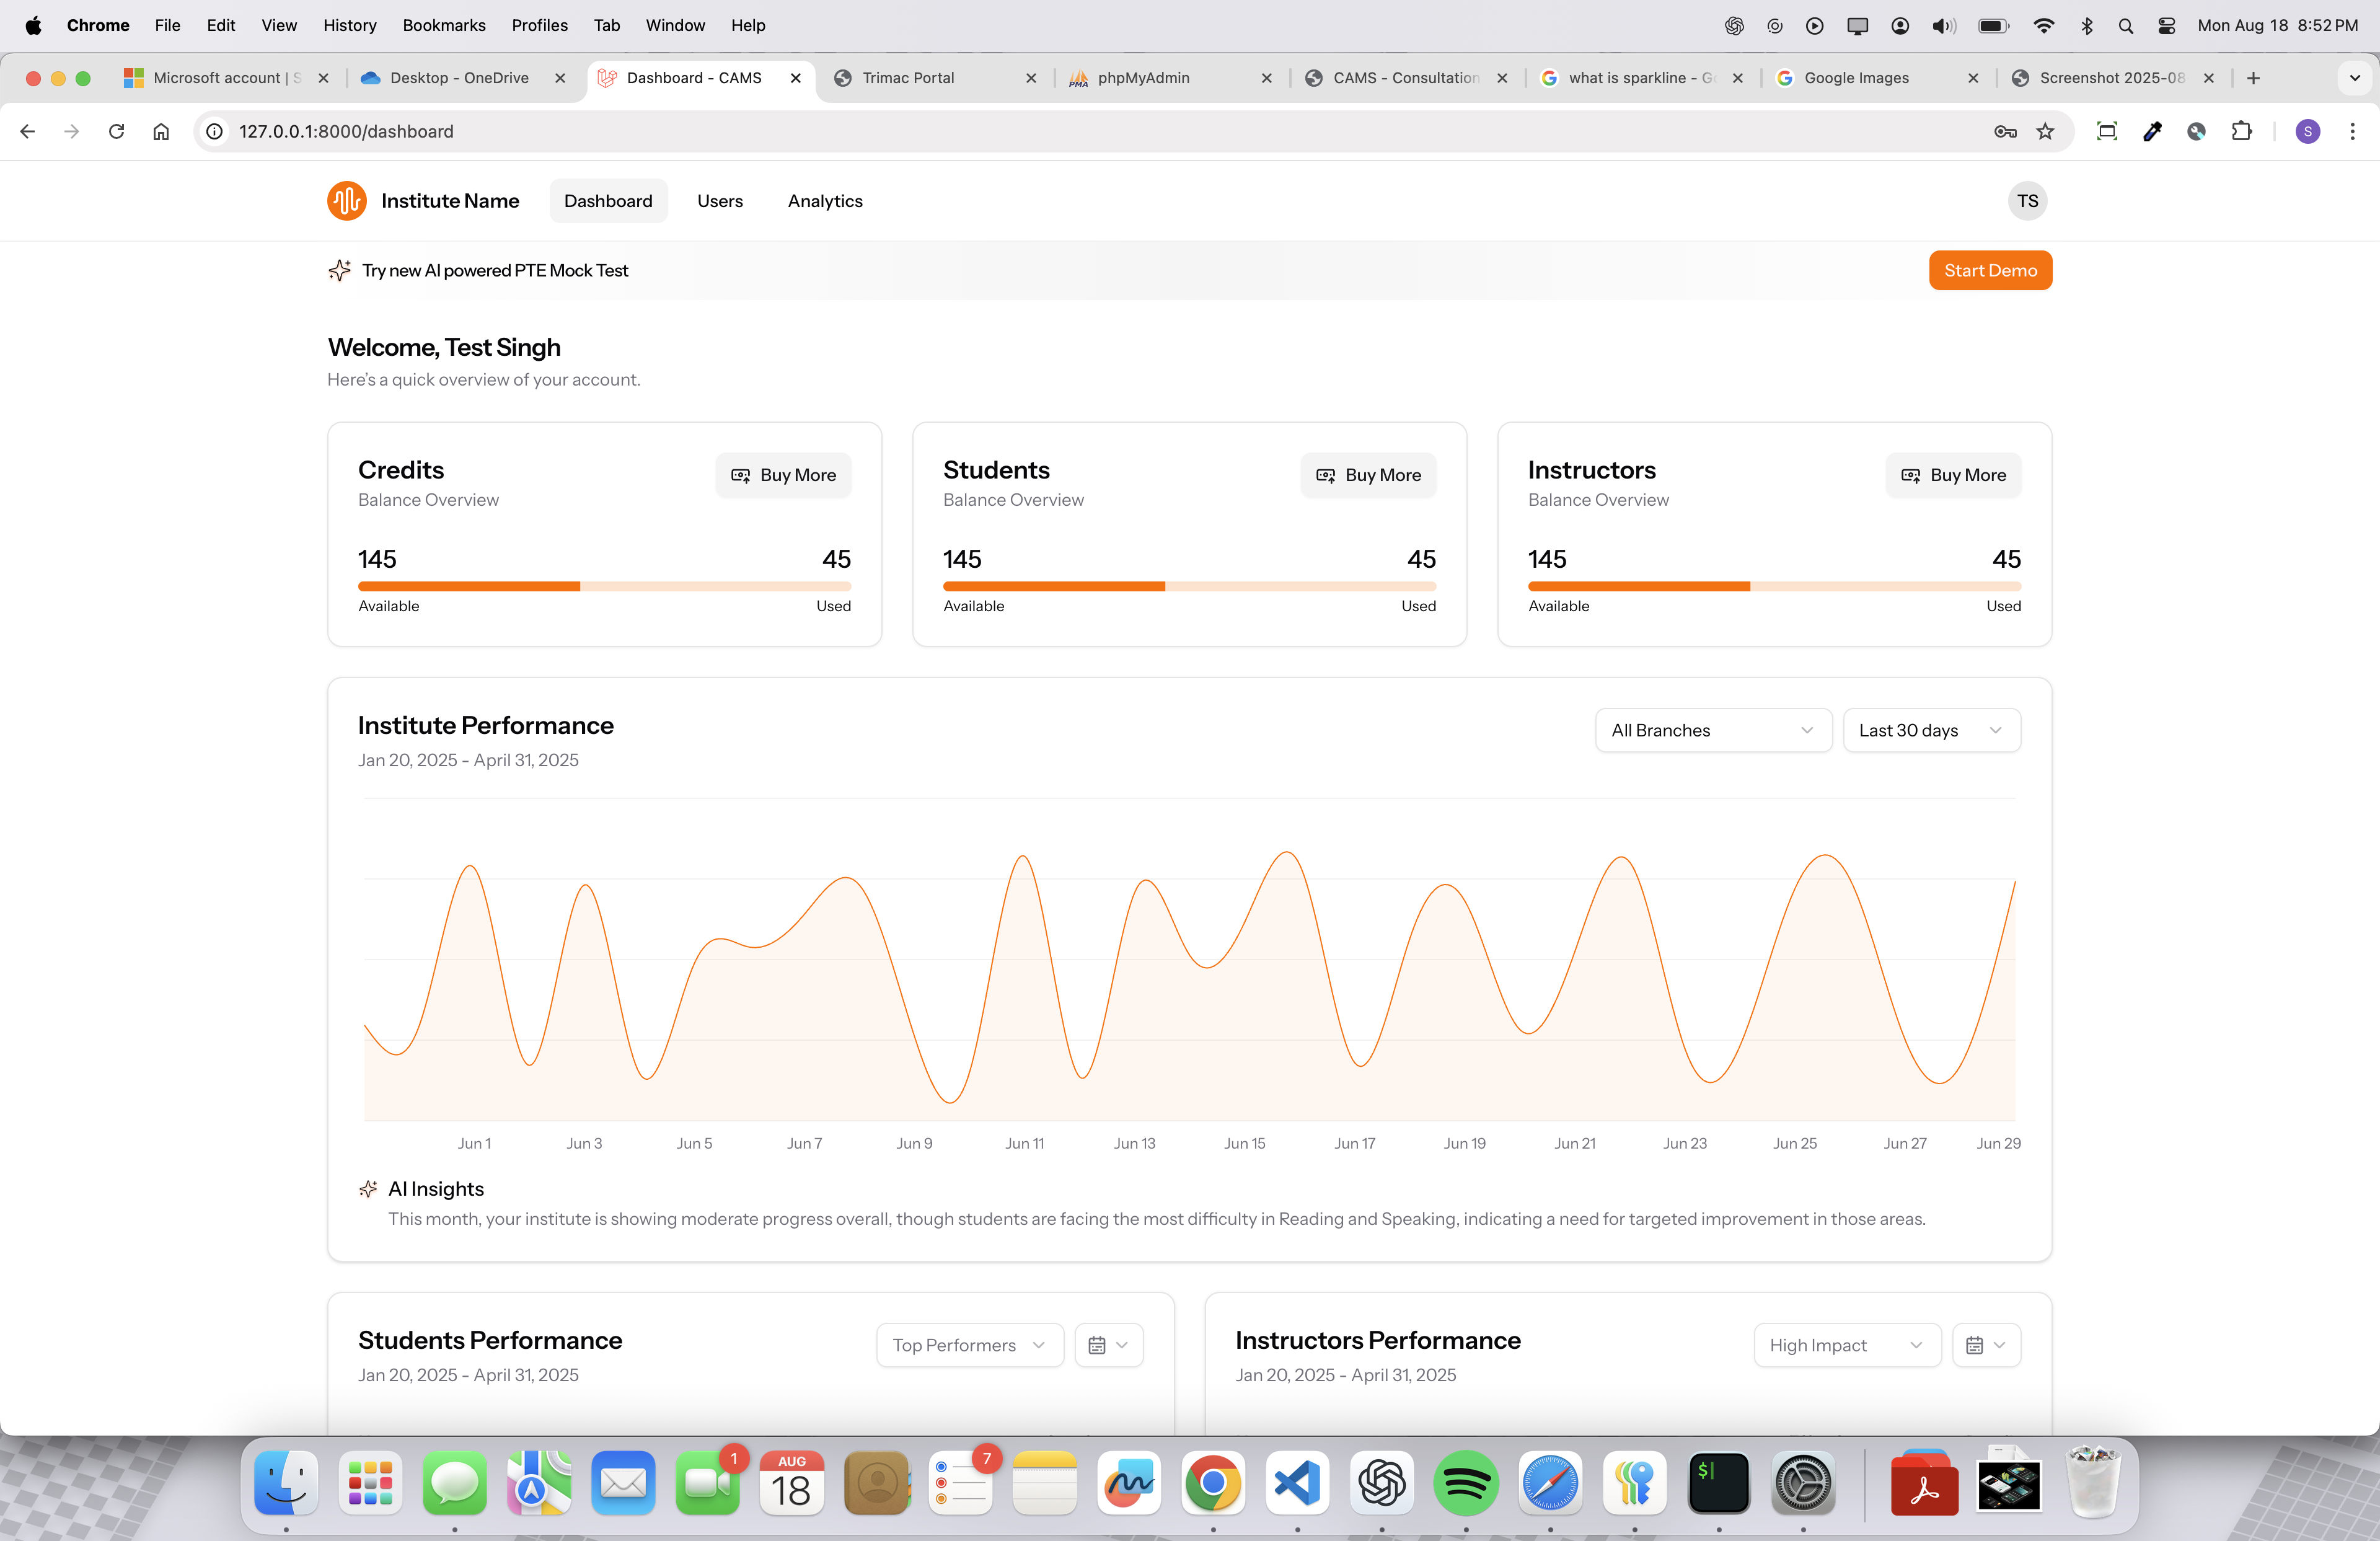 Chrome File Edit View History Bookmarks Profiles Tab Window Help Mon Aug 18 8:52 PM
Microsoft account | S Desktop - OneDrive Dashboard - CAMS Trimac Portal phpMyAdmin CAMS - Consultation what is sparkline - Go Google Images Screenshot 2025-08
127.0.0.1:8000/dashboard S
Institute Name Dashboard Users Analytics TS
Try new AI powered PTE Mock Test Start Demo
Welcome, Test Singh
Here's a quick overview of your account.
Credits Buy More
Balance Overview
145 45
Available Used
Students Buy More
Balance Overview
145 45
Available Used
Instructors Buy More
Balance Overview
145 45
Available Used
Institute Performance All Branches Last 30 days
Jan 20, 2025 - April 31, 2025
Jun 1 Jun 3 Jun 5 Jun 7 Jun 9 Jun 11 Jun 13 Jun 15 Jun 17 Jun 19 Jun 21 Jun 23 Jun 25 Jun 27 Jun 29
AI Insights
This month, your institute is showing moderate progress overall, though students are facing the most difficulty in Reading and Speaking, indicating a need for targeted improvement in those areas.
Students Performance Top Performers
Jan 20, 2025 - April 31, 2025
Instructors Performance High Impact
Jan 20, 2025 - April 31, 2025
1 AUG 7
18 $